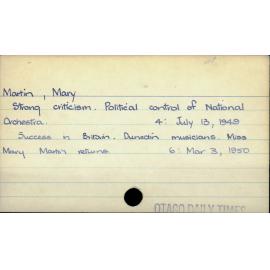 Martin, Mary
Strong criticism. Political control of National
Orchestra. 4: July 13, 1949
Success in Britain. Dunedin musicians. Miss
Mary Martin returns. 6: Mar 3, 1950
OTAGO DAILY TIMES